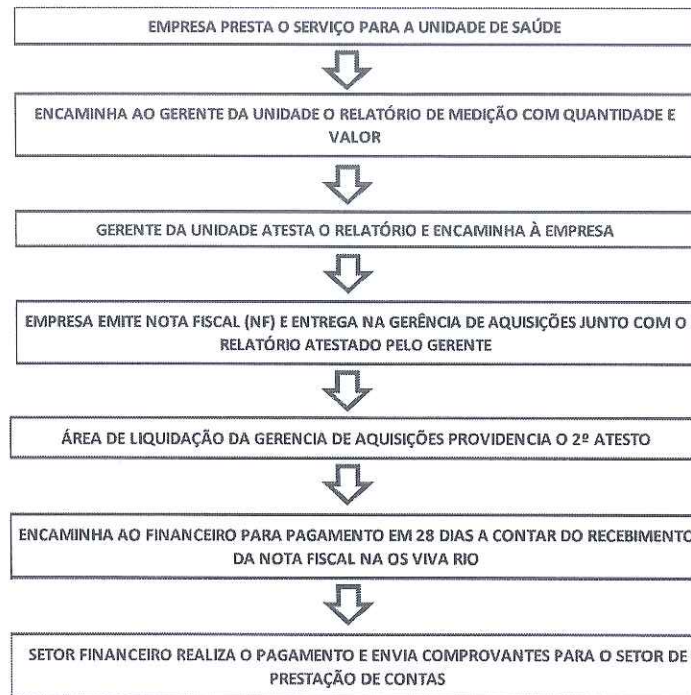 EMPRESA PRESTA O SERVIÇO PARA A UNIDADE DE SAÚDE
ENCAMINHA AO GERENTE DA UNIDADE O RELATÓRIO DE MEDIÇÃO COM QUANTIDADE E
VALOR
GERENTE DA UNIDADE ATESTA O RELATÓRIO E ENCAMINHA À EMPRESA
EMPRESA EMITE NOTA FISCAL (NF) E ENTREGA NA GERÊNCIA DE AQUISIÇÕES JUNTO COM O
RELATÓRIO ATESTADO PELO GERENTE
ÁREA DE LIQUIDAÇÃO DA GERENCIA DE AQUISIÇÕES PROVIDENCIA O 2º ATESTO
ENCAMINHA AO FINANCEIRO PARA PAGAMENTO EM 28 DIAS A CONTAR DO RECEBIMENTO
DA NOTA FISCAL NA OS VIVA RIO
SETOR FINANCEIRO REALIZA O PAGAMENTO E ENVIA COMPROVANTES PARA O SETOR DE
PRESTAÇÃO DE CONTAS